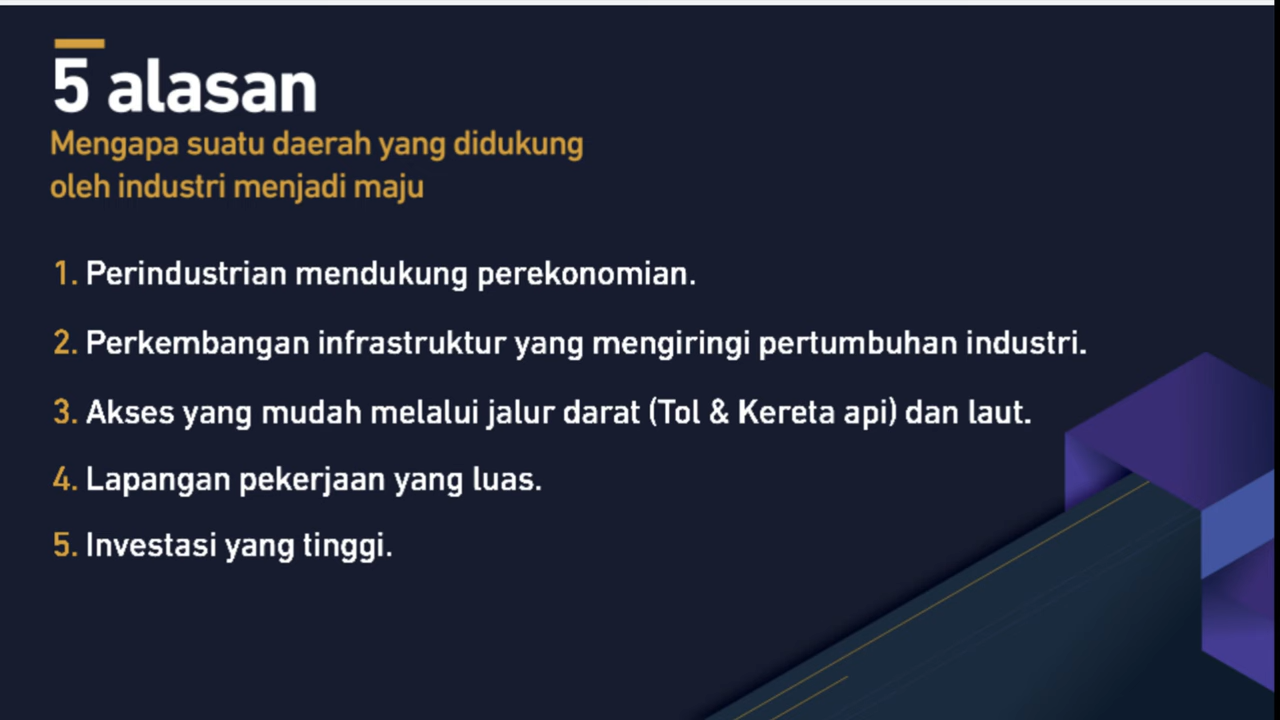 5 alasan
Mengapa suatu daerah yang didukung
oleh industri menjadi maju
1. Perindustrian mendukung perekonomian.
2. Perkembangan infrastruktur yang mengiringi pertumbuhan industri.
3. Akses yang mudah melalui jalur darat (Tol & Kereta api) dan laut.
4. Lapangan pekerjaan yang luas.
5. Investasi yang tinggi.